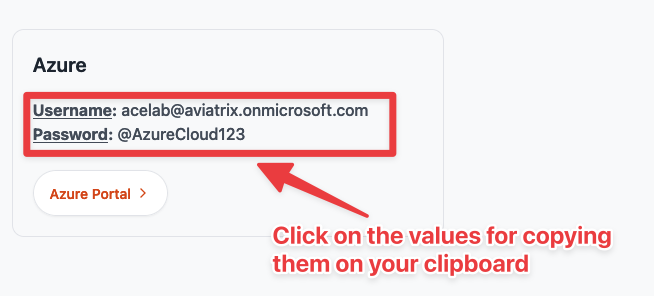 Azure
Username: acelab@aviatrix.onmicrosoft.com
Password: @AzureCloud123
Azure Portal >
Click on the values for copying
them on your clipboard